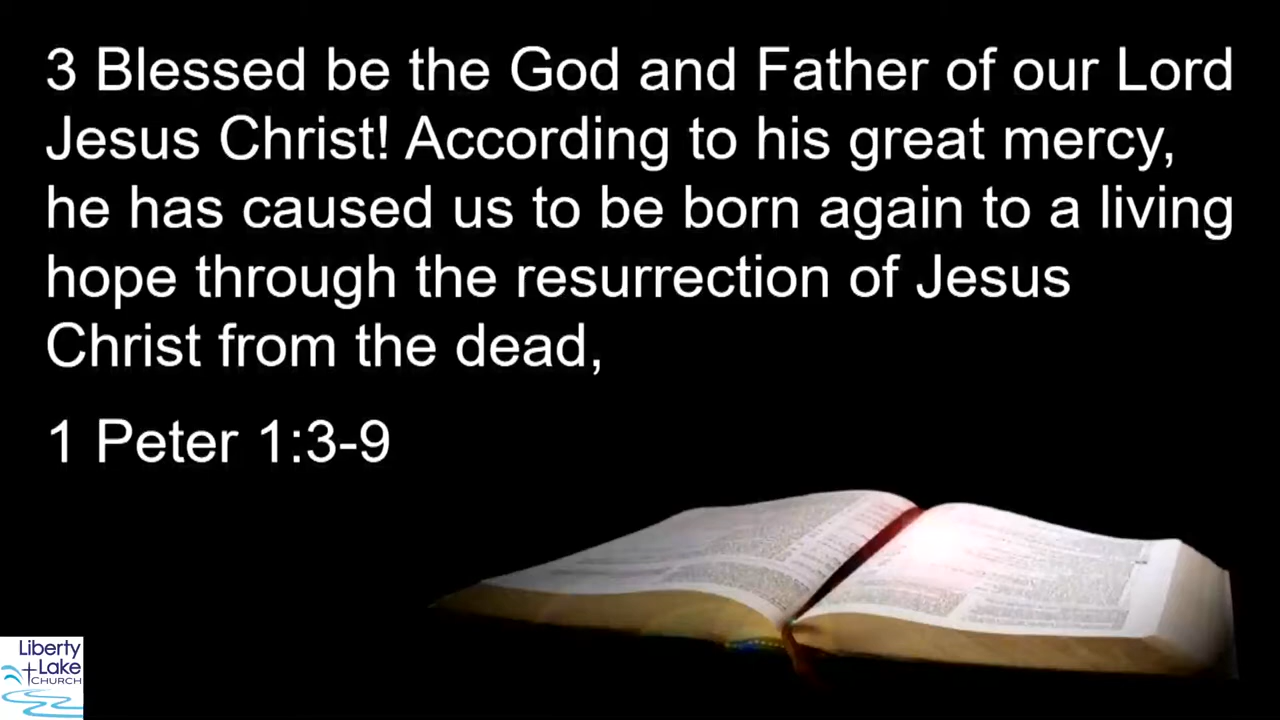 3 Blessed be the God and Father of our Lord
Jesus Christ! According to his great mercy,
he has caused us to be born again to a living
hope through the resurrection of Jesus
Christ from the dead,
1 Peter 1:3-9
Liberty
Lake
CHURCH